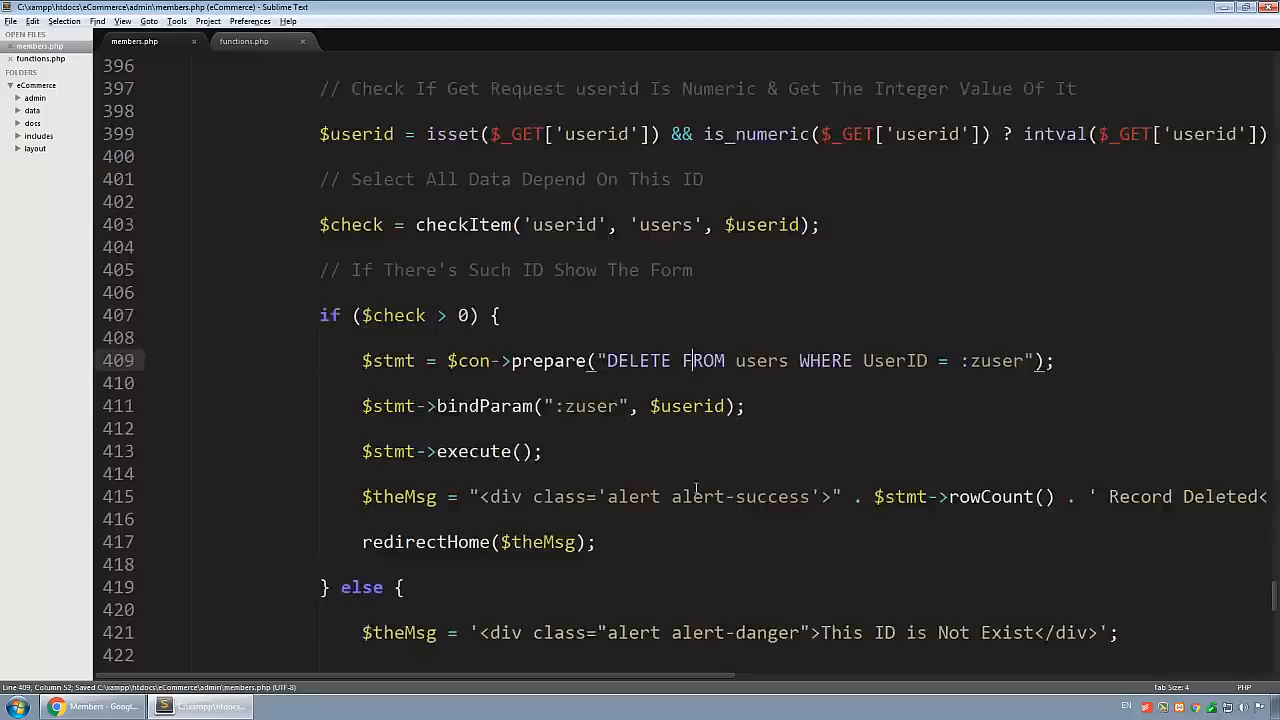 C:\xampp\htdocs\eCommerce\admin\members.php (eCommerce) - Sublime Text
File Edit Selection Find View Goto Tools Project Preferences Help
OPEN FILES
members.php
functions.php
FOLDERS
eCommerce
admin
data
docs
includes
layout
members.php functions.php
396
397 // Check If Get Request userid Is Numeric & Get The Integer Value Of It
398
399 $userid = isset($_GET['userid']) && is_numeric($_GET['userid']) ? intval($_GET['userid'])
400
401 // Select All Data Depend On This ID
402
403 $check = checkItem('userid', 'users', $userid);
404
405 // If There's Such ID Show The Form
406
407 if ($check > 0) {
408
409 $stmt = $con->prepare("DELETE FROM users WHERE UserID = :zuser");
410
411 $stmt->bindParam(":zuser", $userid);
412
413 $stmt->execute();
414
415 $theMsg = "<div class='alert alert-success'>" . $stmt->rowCount() . ' Record Deleted<
416
417 redirectHome($theMsg);
418
419 } else {
420
421 $theMsg = '<div class="alert alert-danger">This ID is Not Exist</div>';
422
Line 409, Column 52; Saved C:\xampp\htdocs\eCommerce\admin\members.php (UTF-8) Tab Size: 4 PHP
Members - Googl... C:\xampp\htdocs... EN